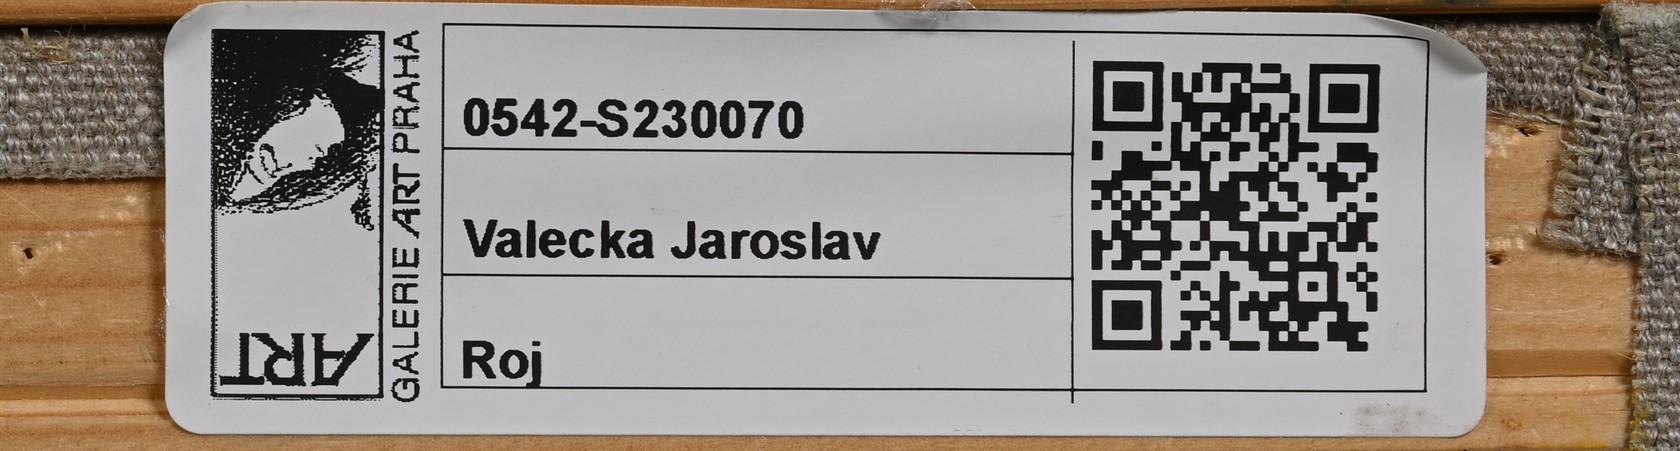 ART
GALERIE ART PRAHA
0542-S230070
Valecka Jaroslav
Roj